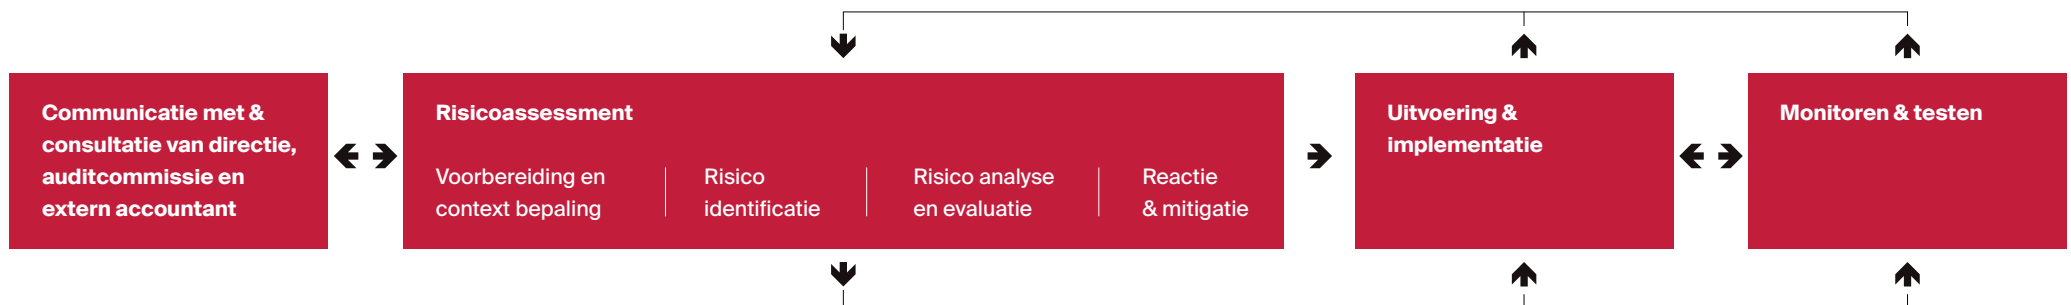 Communicatie met &
consultatie van directie,
auditcommissie en
extern accountant
Risicoassessment
Voorbereiding en
context bepaling
Risico
identificatie
Risico analyse
en evaluatie
Reactie
& mitigatie
Uitvoering &
implementatie
Monitoren & testen